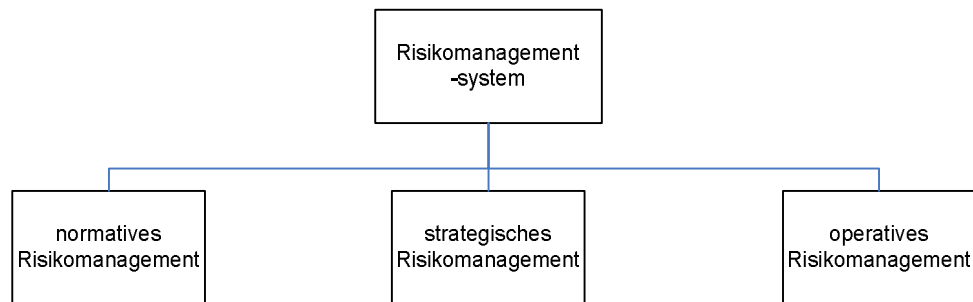 Risikomanagement
-system
normatives
Risikomanagement
strategisches
Risikomanagement
operatives
Risikomanagement